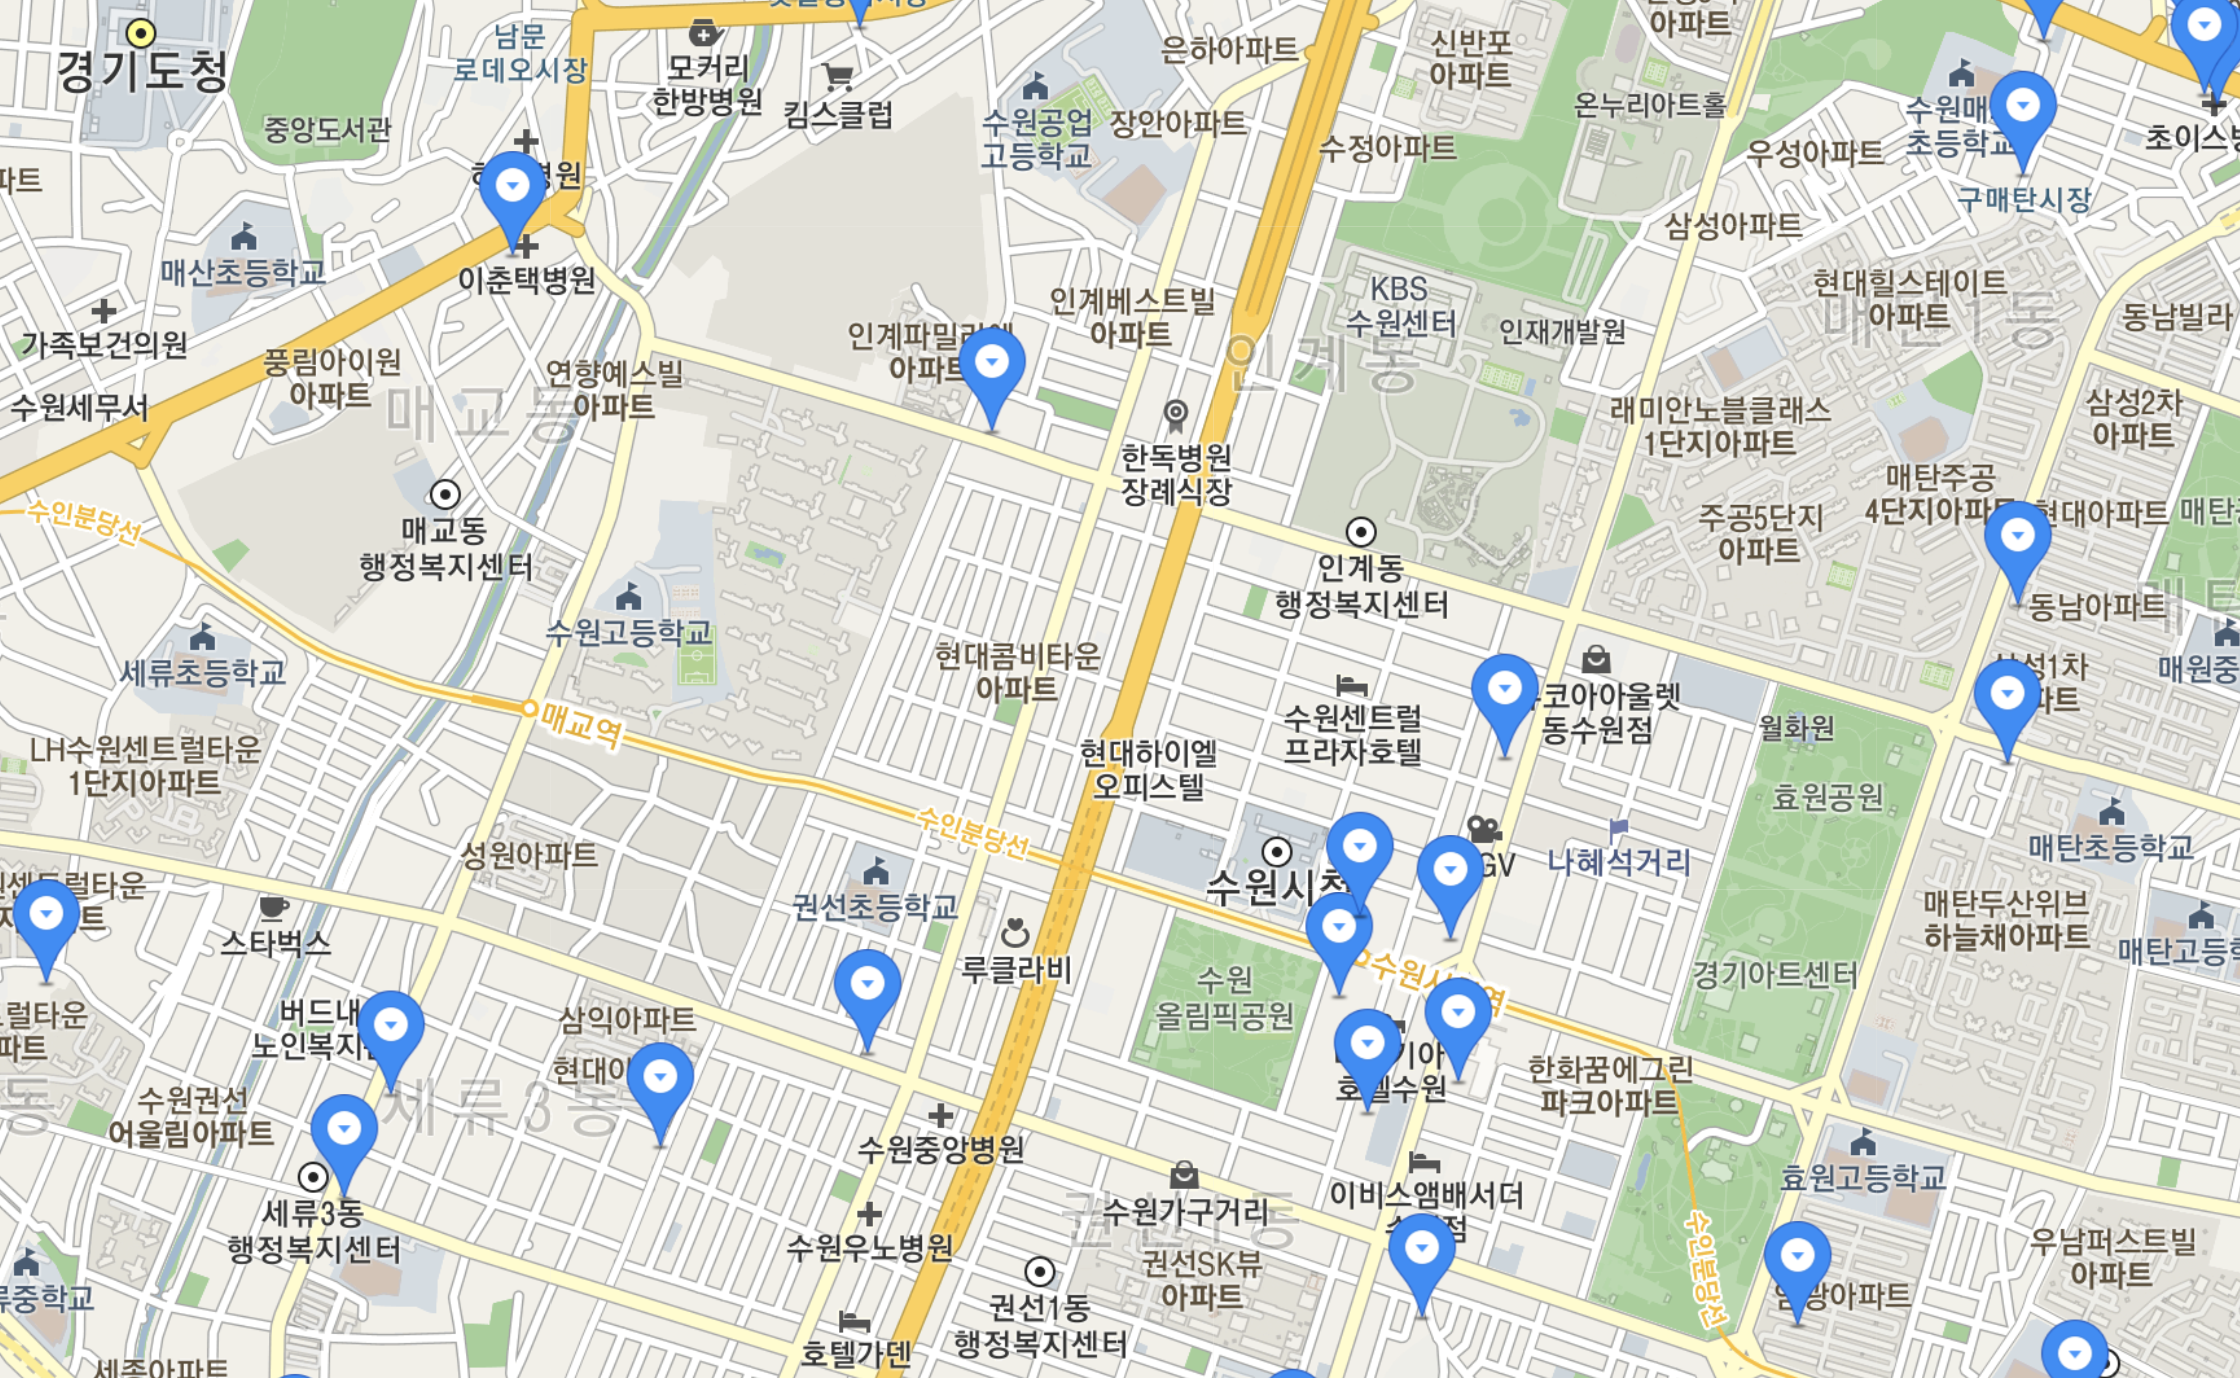 경기도청
남문
로데오시장
모커리
한방병원
킴스클럽
중앙도서관
은하아파트
수원공업
고등학교
장안아파트
신반포
아파트
아파트
온누리아트홀
수정아파트
우성아파트
초등학교
구매탄시장
삼성아파트
매산초등학교
이춘택병원
가족보건의원
풍림아이원
아파트
수원세무서
연향예스빌
아파트
매교동
인계베스트빌
아파트
KBS
수원센터
인재개발원
인계동
현대힐스테이트
아파트
매탄1동
동남빌라
삼성2차
아파트
래미안노블클래스
1단지아파트
한독병원
장례식장
매탄주공
4단지아파트
현대아파트
주공5단지
아파트
동남아파트
수인분당선
매교동
행정복지센터
인계동
행정복지센터
수원고등학교
세류초등학교
현대콤비타운
아파트
매교역
수원센트럴
프라자호텔
동수원점
월화원
효원공원
LH수원센트럴타운
1단지아파트
현대하이엘
오피스텔
수인분당선
성원아파트
권선초등학교
나혜석거리
매탄초등학교
매탄두산위브
하늘채아파트
스타벅스
루클라비
수원
올림픽공원
경기아트센터
버드내
삼익아파트
한화꿈에그린
파크아파트
수원권선
어울림아파트
세류3동
수원중앙병원
수원가구거리
이비스앰배서더
효원고등학교
세류3동
행정복지센터
수원우노병원
권선1동
권선SK뷰
아파트
권선1동
행정복지센터
수인분당선
우남퍼스트빌
아파트
호텔가덴
세종아파트